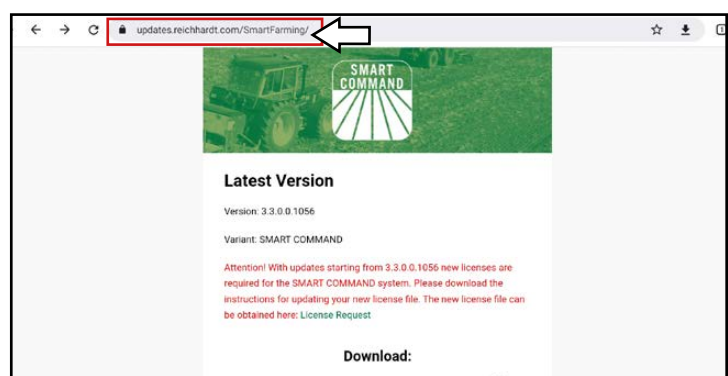 updates.reichhardt.com/SmartFarming/
SMART
COMMAND
Latest Version
Version: 3.3.0.0.1056
Variant: SMART COMMAND
Attention! With updates starting from 3.3.0.0.1056 new licenses are
required for the SMART COMMAND system. Please download the
instructions for updating your new license file. The new license file can
be obtained here: License Request
Download: